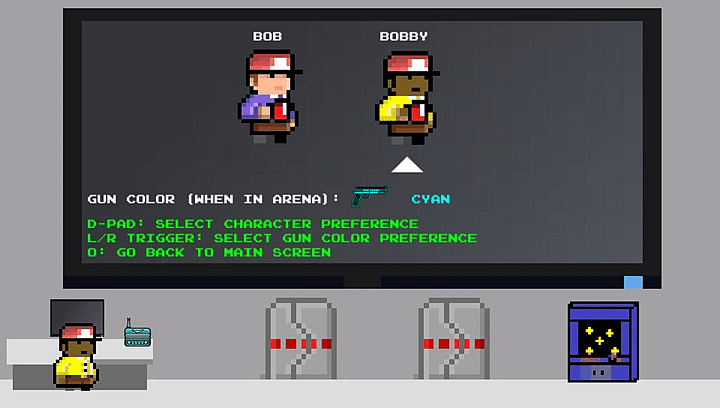 BOB BOBBY
GUN COLOR (WHEN IN ARENA): CYAN
D-PAD: SELECT CHARACTER PREFERENCE
L/R TRIGGER: SELECT GUN COLOR PREFERENCE
O: GO BACK TO MAIN SCREEN